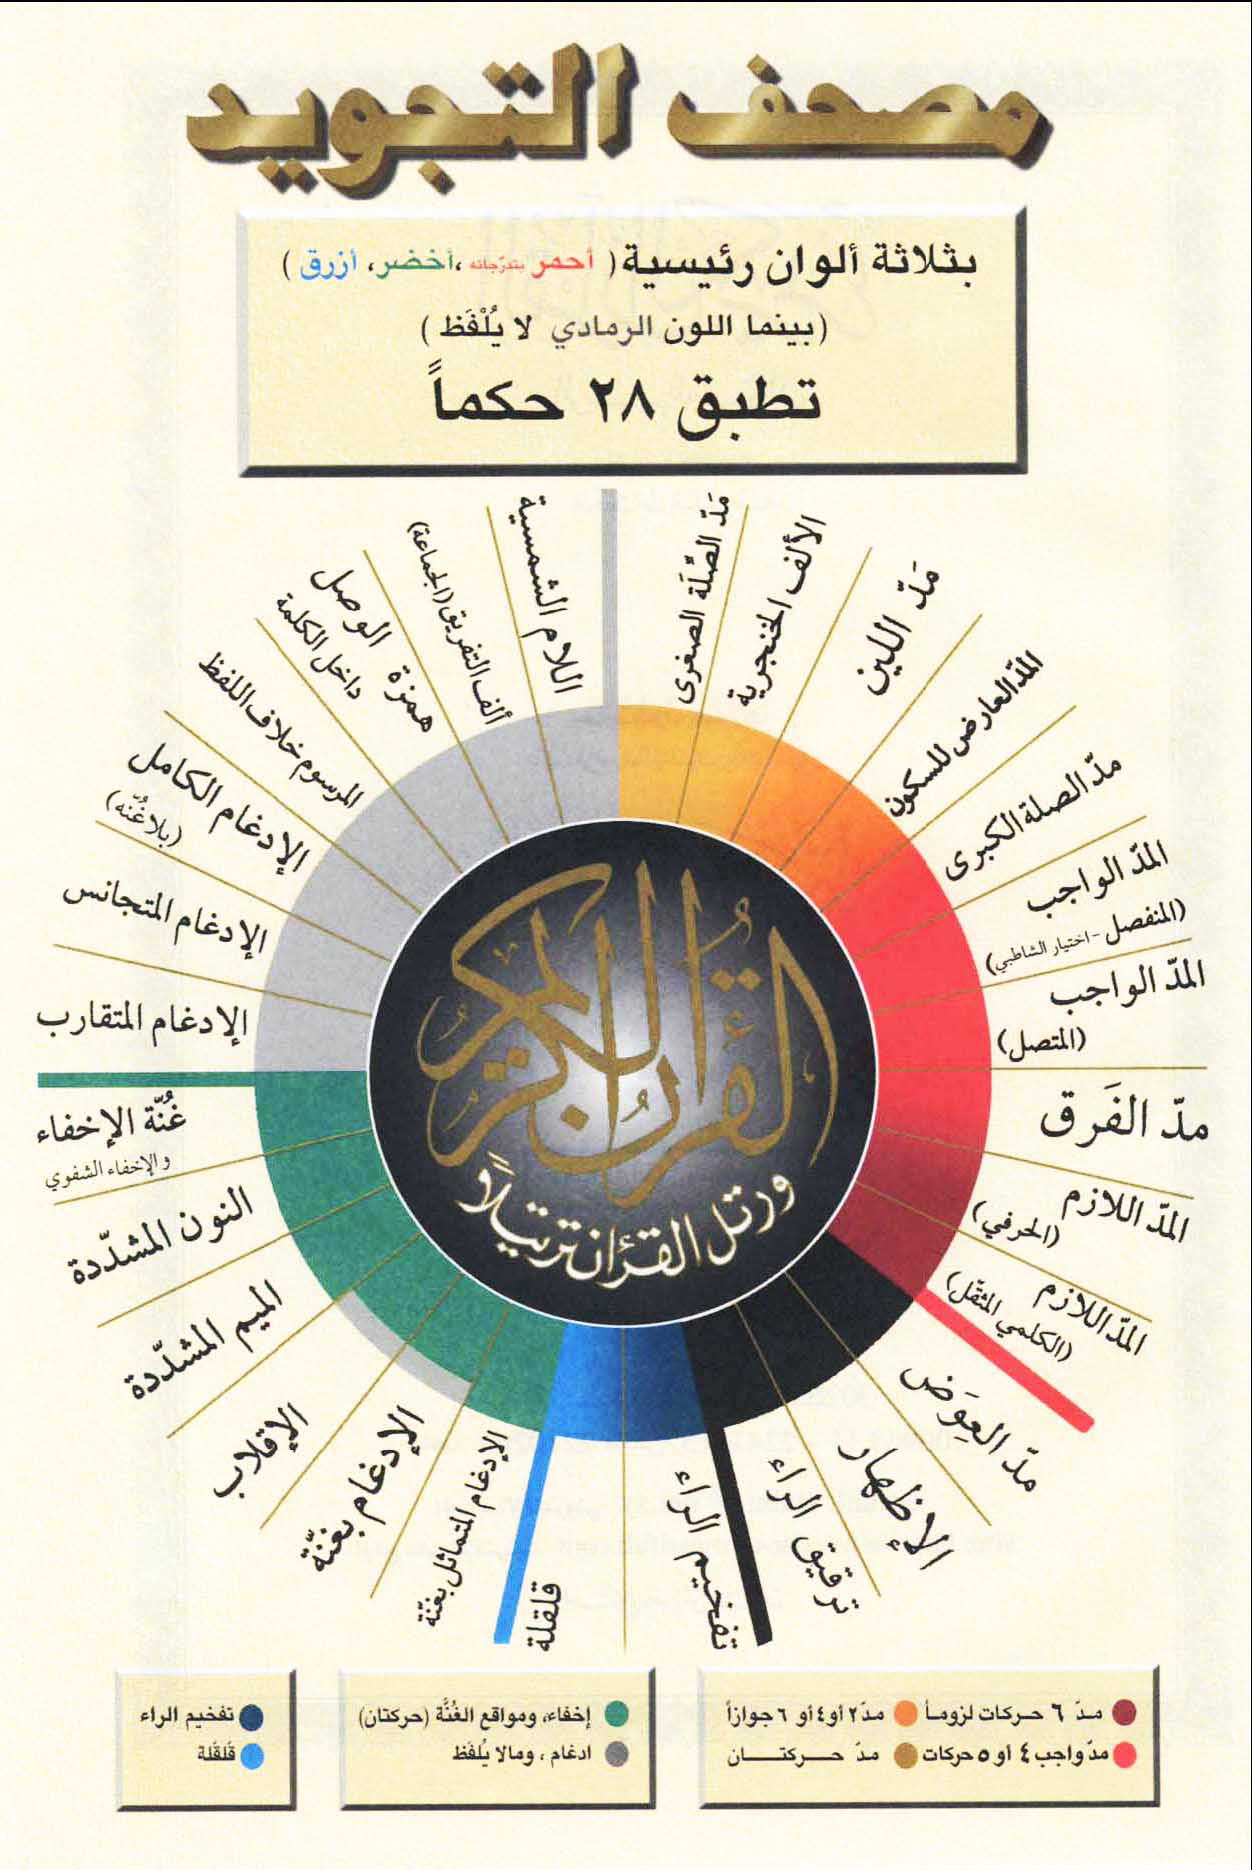 مصحف التجويد
بثلاثة ألوان رئيسية ( أحمر بتدرّجاته ،أخضر، أزرق )
(بينما اللون الرمادي لا يُلْفَظ )
تطبق ٢٨ حكماً
مَدّ الصِّلَة الصغرى
الألف الخنجرية
مَدّ اللين
المدّ العارض للسكون
مدّ الصلة الكبرى
المدّ الواجب
(المنفصل - اختيار الشاطبي)
المدّ الواجب
(المتصل)
مدّ الفَرق
المدّ اللازم
(الحرفي)
المدّ اللازم
(الكلمي المثقّل)
مدّ العِوَض
الإظهار
ترقيق الراء
تفخيم الراء
قلقلة
الإدغام المتماثل بغنّة
الإدغام بغنّة
الإقلاب
الميم المشدّدة
النون المشدّدة
غُنّة الإخفاء
والإخفاء الشفوي
الإدغام المتقارب
الإدغام المتجانس
الإدغام الكامل
(بلا غُنّه)
المرسوم خلاف اللفظ
همزة الوصل
داخل الكلمة
ألف التفريق (الجماعة)
اللام الشمسية
القرآن الكريم
ورتل القرءان ترتيلاً
مدّ ٦ حركات لزوماً
مدّ ٢ أو ٤ أو ٦ جوازاً
مدّ واجب ٤ أو ٥ حركات
مدّ حـــركتـــــان
إخفاء، ومواقع الغُنَّة (حركتان)
ادغام ، ومالا يُلفَظ
تفخيم الراء
قَلقَلة